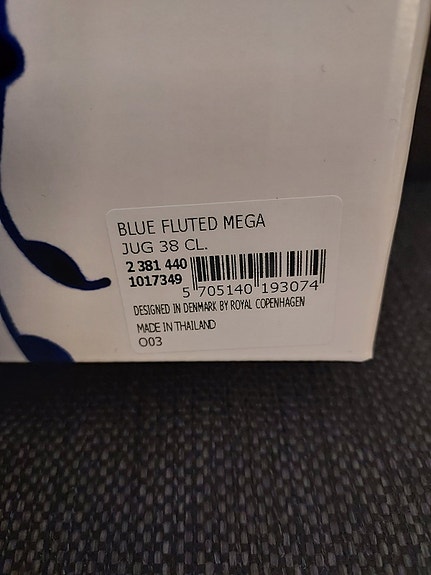 BLUE FLUTED MEGA
JUG 38 CL.
2 381 440
1017349
5 705140 193074
DESIGNED IN DENMARK BY ROYAL COPENHAGEN
MADE IN THAILAND
O03